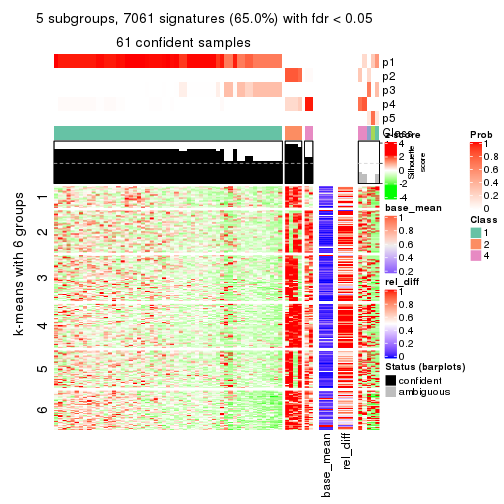 5 subgroups, 7061 signatures (65.0%) with fdr < 0.05
61 confident samples
p1
p2
p3
p4
p5
Class
z-score
4
2
0
-2
-4
Silhouette
score
Prob
1
0.8
0.6
0.4
0.2
0
Class
1
2
4
base_mean
1
0.8
0.6
0.4
0.2
rel_diff
1
0.8
0.6
0.4
0.2
0
Status (barplots)
confident
ambiguous
k-means with 6 groups
1
2
3
4
5
6
base_mean
rel_diff